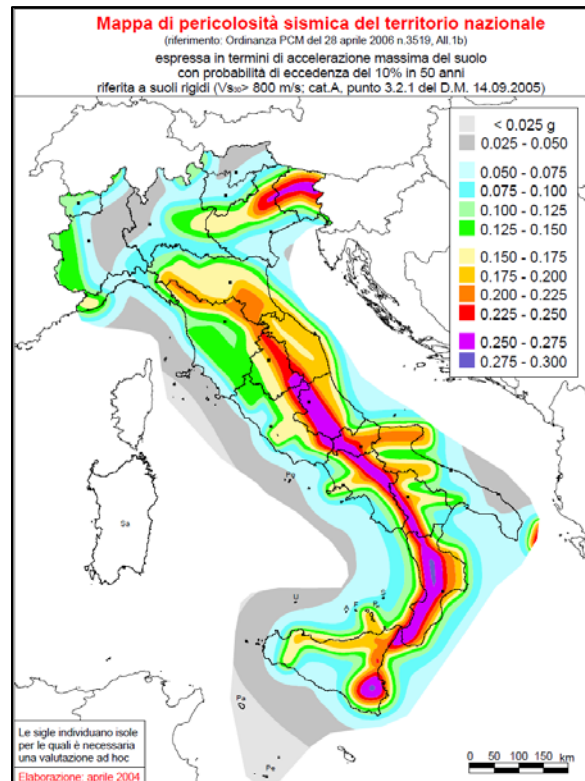 Mappa di pericolosità sismica del territorio nazionale
(riferimento: Ordinanza PCM del 28 aprile 2006 n.3519, All.1b)
espressa in termini di accelerazione massima del suolo
con probabilità di eccedenza del 10% in 50 anni
riferita a suoli rigidi (Vs₃₀> 800 m/s; cat.A, punto 3.2.1 del D.M. 14.09.2005)
< 0.025 g
0.025 - 0.050
0.050 - 0.075
0.075 - 0.100
0.100 - 0.125
0.125 - 0.150
0.150 - 0.175
0.175 - 0.200
0.200 - 0.225
0.225 - 0.250
0.250 - 0.275
0.275 - 0.300
Sa
U
Pa
Pe
Le sigle individuano isole
per le quali è necessaria
una valutazione ad hoc
Elaborazione: aprile 2004
0 50 100 150
km